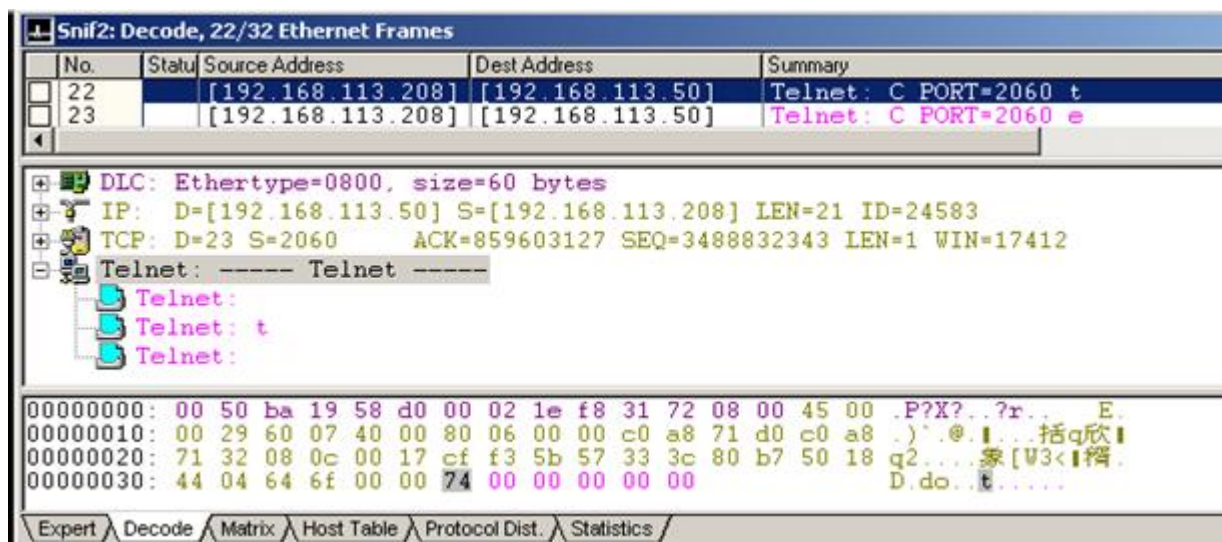 Snif2: Decode, 22/32 Ethernet Frames
No. Statu Source Address Dest Address Summary
22 [192.168.113.208] [192.168.113.50] Telnet: C PORT=2060 t
23 [192.168.113.208] [192.168.113.50] Telnet: C PORT=2060 e
DLC: Ethertype=0800, size=60 bytes
IP: D=[192.168.113.50] S=[192.168.113.208] LEN=21 ID=24583
TCP: D=23 S=2060 ACK=859603127 SEQ=3488832343 LEN=1 WIN=17412
Telnet: ----- Telnet -----
Telnet:
Telnet: t
Telnet:
00000000: 00 50 ba 19 58 d0 00 02 1e f8 31 72 08 00 45 00 .P?X?..?r.. E.
00000010: 00 29 60 07 40 00 80 06 00 00 c0 a8 71 d0 c0 a8 .)`.@.▮...括q欣▮
00000020: 71 32 08 0c 00 17 cf f3 5b 57 33 3c 80 b7 50 18 q2....[W3<▮
00000030: 44 04 64 6f 00 00 74 00 00 00 00 00 D.do..t.....
Expert Decode Matrix Host Table Protocol Dist. Statistics